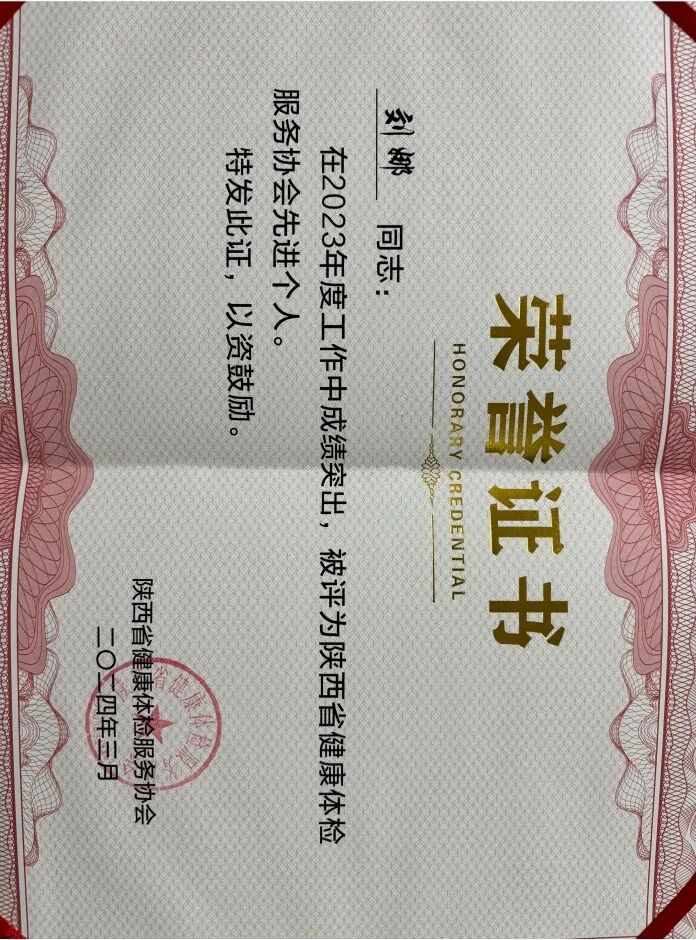 荣誉证书
HONORARY CREDENTIAL
刘娜 同志：
在2023年度工作中成绩突出，被评为陕西省健康体检
服务协会先进个人。
特发此证，以资鼓励。
陕西省健康体检服务协会
二〇二四年三月